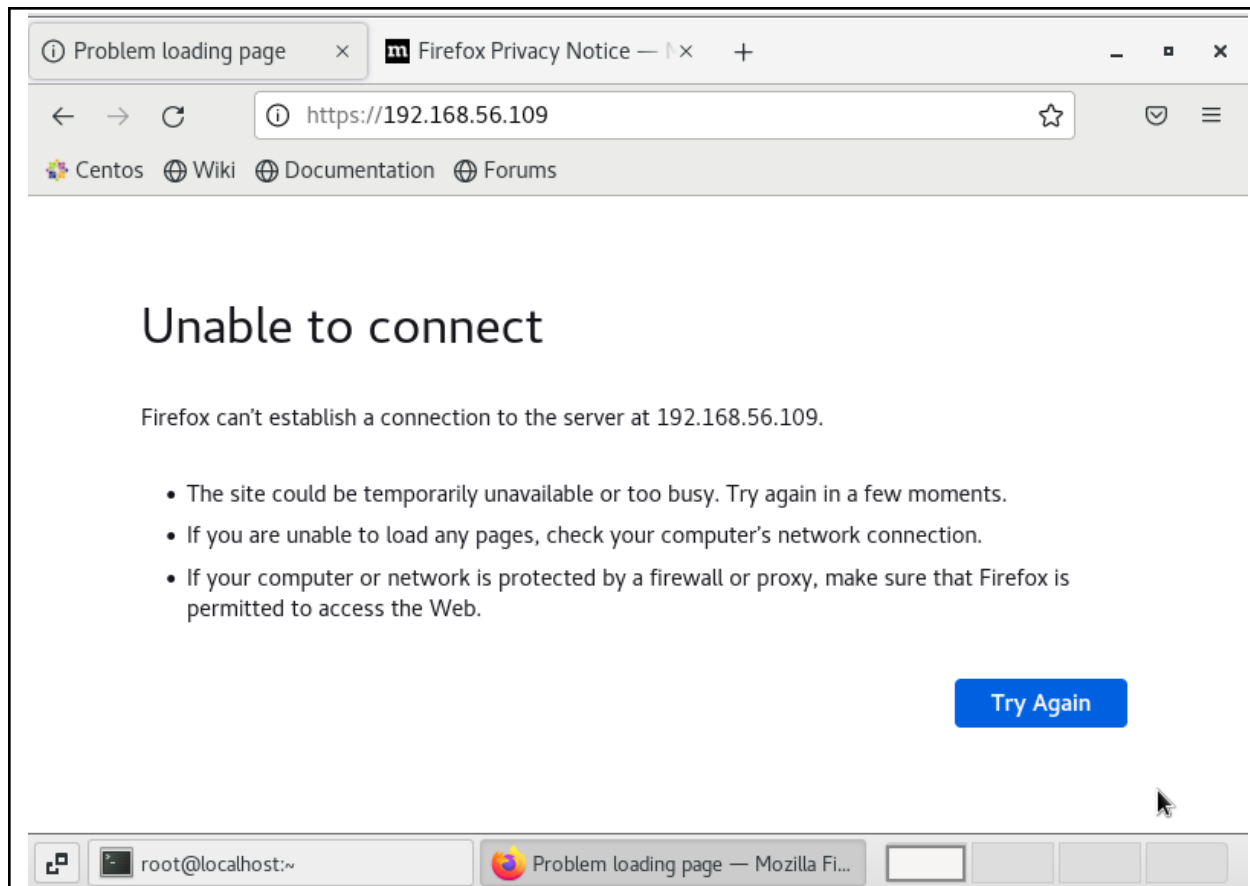 Problem loading page
Firefox Privacy Notice —
https://192.168.56.109
Centos Wiki Documentation Forums
Unable to connect
Firefox can't establish a connection to the server at 192.168.56.109.
• The site could be temporarily unavailable or too busy. Try again in a few moments.
• If you are unable to load any pages, check your computer's network connection.
• If your computer or network is protected by a firewall or proxy, make sure that Firefox is
permitted to access the Web.
Try Again
root@localhost:~
Problem loading page — Mozilla Fi...